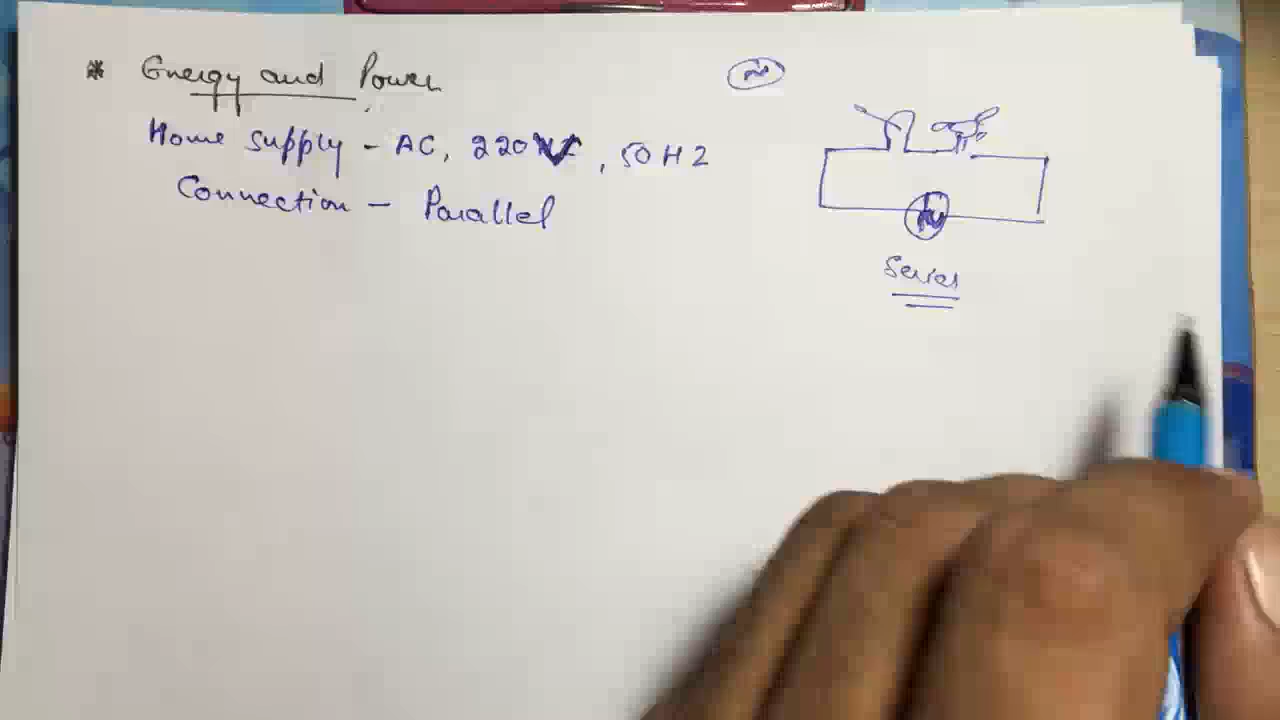 * Energy and Power
Home supply - AC, 220V, 50 Hz
Connection - Parallel
Series